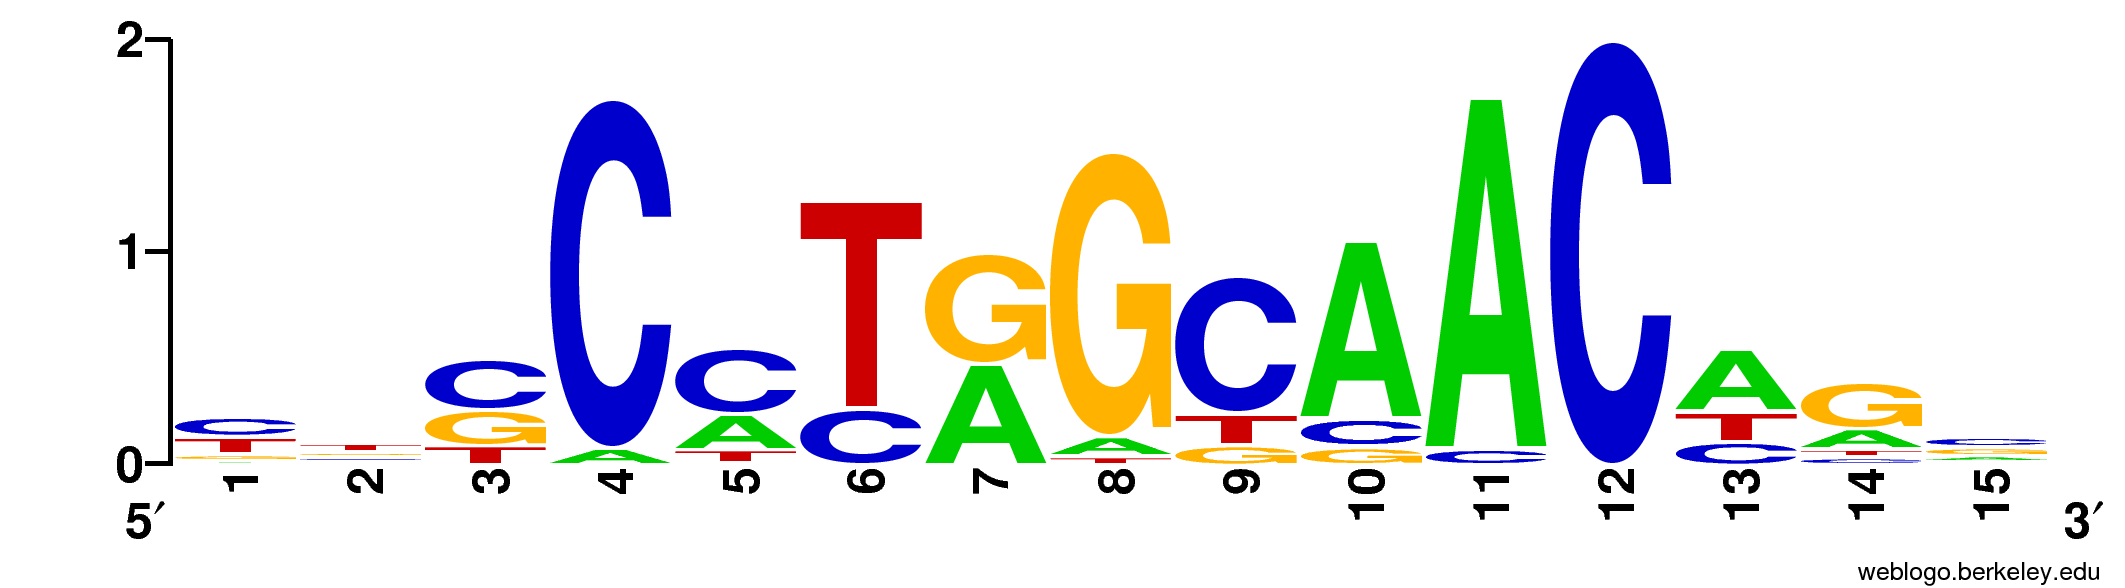 2
1
0
C T G A
T G C
C G T
C A
C A T
T C
G A
G A T
C T G
A C G
A C
C
A T C
G A T C
C G A
1 2 3 4 5 6 7 8 9 10 11 12 13 14 15
5′ 3′
weblogo.berkeley.edu